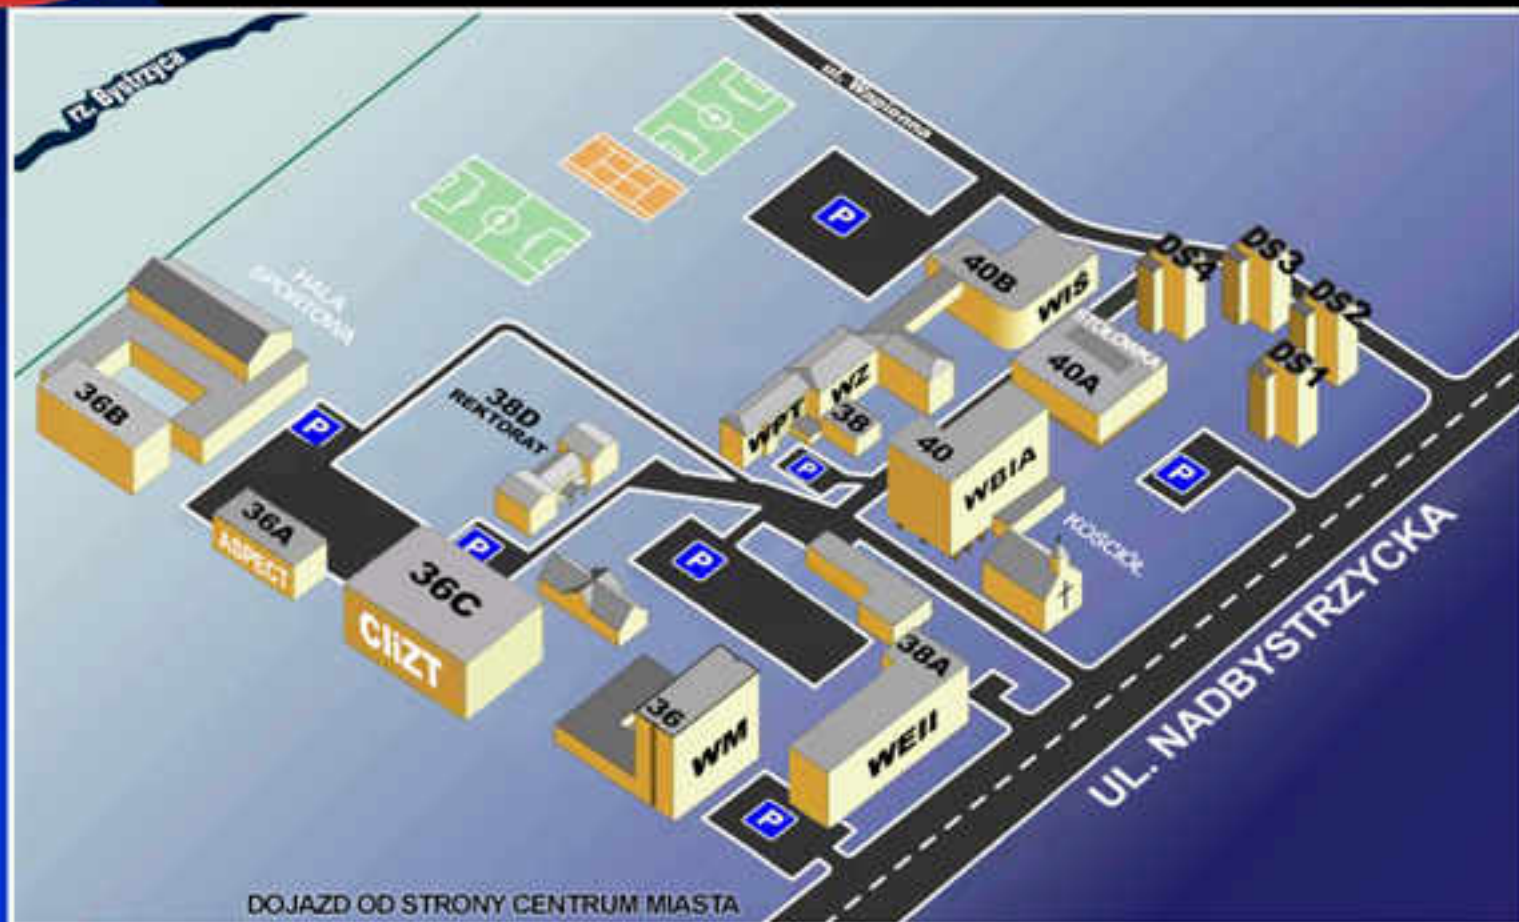 rz. Bystrzyca
ul. Wapienna
HALA
SPORTOWA
P
40B
WIŚ
DS4
DS3
DS2
DS1
STOŁÓWKA
40A
36B
P
38D
REKTORAT
WPT
WZ
38
P
40
WBIA
P
KOŚCIÓŁ
36A
ASPECT
P
36C
CIiZT
P
38A
WEII
36
WM
P
UL. NADBYSTRZYCKA
DOJAZD OD STRONY CENTRUM MIASTA